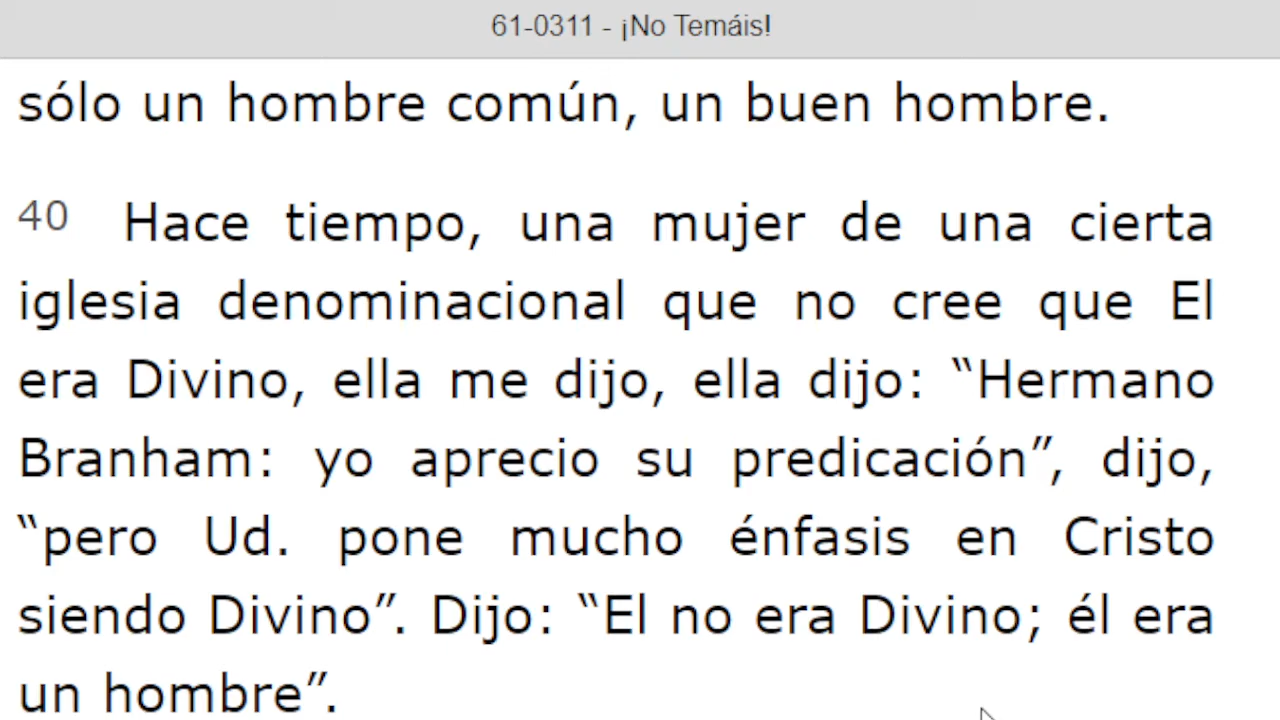 61-0311 - ¡No Temáis!
sólo un hombre común, un buen hombre.
40 Hace tiempo, una mujer de una cierta
iglesia denominacional que no cree que El
era Divino, ella me dijo, ella dijo: “Hermano
Branham: yo aprecio su predicación”, dijo,
“pero Ud. pone mucho énfasis en Cristo
siendo Divino”. Dijo: “El no era Divino; él era
un hombre”.